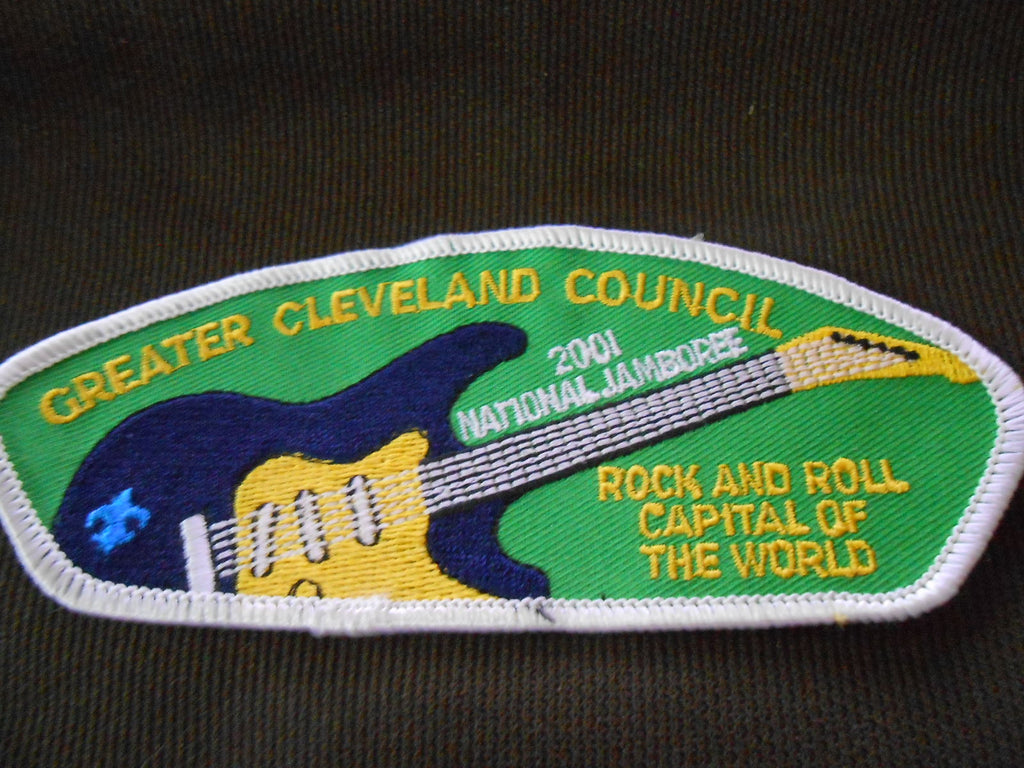 GREATER CLEVELAND COUNCIL
2001
NATIONAL JAMBOREE
ROCK AND ROLL
CAPITAL OF
THE WORLD